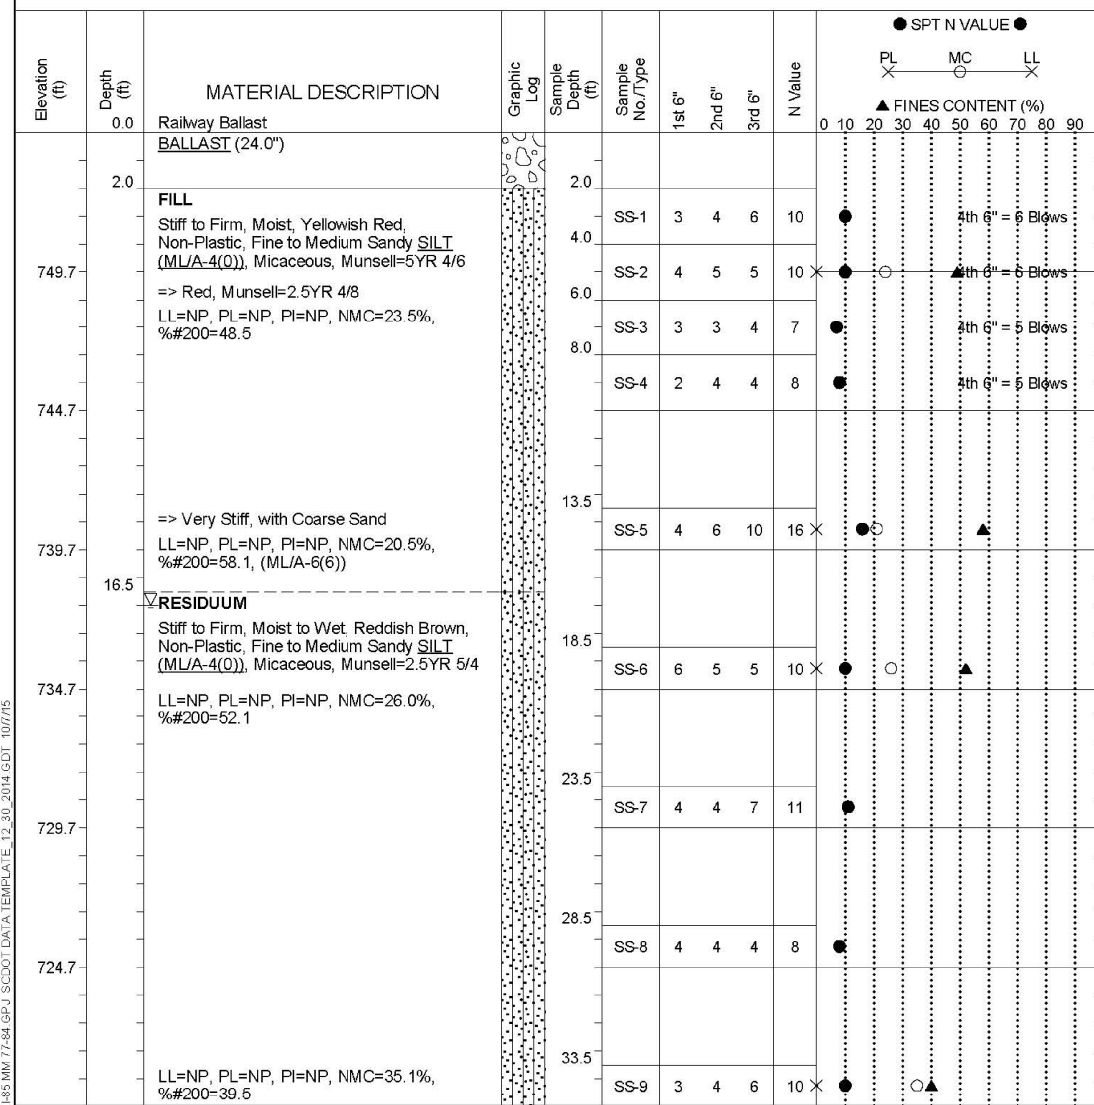 ● SPT N VALUE ●
PL MC LL
▲ FINES CONTENT (%)
0 10 20 30 40 50 60 70 80 90
Elevation (ft)
Depth (ft)
MATERIAL DESCRIPTION
Graphic Log
Sample Depth (ft)
Sample No./Type
1st 6"
2nd 6"
3rd 6"
N Value
0.0 Railway Ballast
BALLAST (24.0")
2.0 2.0
FILL
Stiff to Firm, Moist, Yellowish Red,
SS-1 3 4 6 10 4th 6" = 6 Blows
Non-Plastic, Fine to Medium Sandy SILT
4.0
(ML/A-4(0)), Micaceous, Munsell=5YR 4/6
749.7 SS-2 4 5 5 10 4th 6" = 6 Blows
=> Red, Munsell=2.5YR 4/8
6.0
LL=NP, PL=NP, PI=NP, NMC=23.5%,
%#200=48.5
SS-3 3 3 4 7 4th 6" = 5 Blows
8.0
SS-4 2 4 4 8 4th 6" = 5 Blows
744.7
13.5
=> Very Stiff, with Coarse Sand
SS-5 4 6 10 16
LL=NP, PL=NP, PI=NP, NMC=20.5%,
739.7
%#200=58.1, (ML/A-6(6))
16.5
RESIDUUM
Stiff to Firm, Moist to Wet, Reddish Brown,
18.5
Non-Plastic, Fine to Medium Sandy SILT
(ML/A-4(0)), Micaceous, Munsell=2.5YR 5/4
SS-6 6 5 5 10
734.7
LL=NP, PL=NP, PI=NP, NMC=26.0%,
%#200=52.1
23.5
SS-7 4 4 7 11
729.7
28.5
SS-8 4 4 4 8
724.7
33.5
LL=NP, PL=NP, PI=NP, NMC=35.1%,
SS-9 3 4 6 10
%#200=39.5
I-85 MM 77-84.GPJ SCDOT DATA TEMPLATE_12_30_2014.GDT 10/7/15